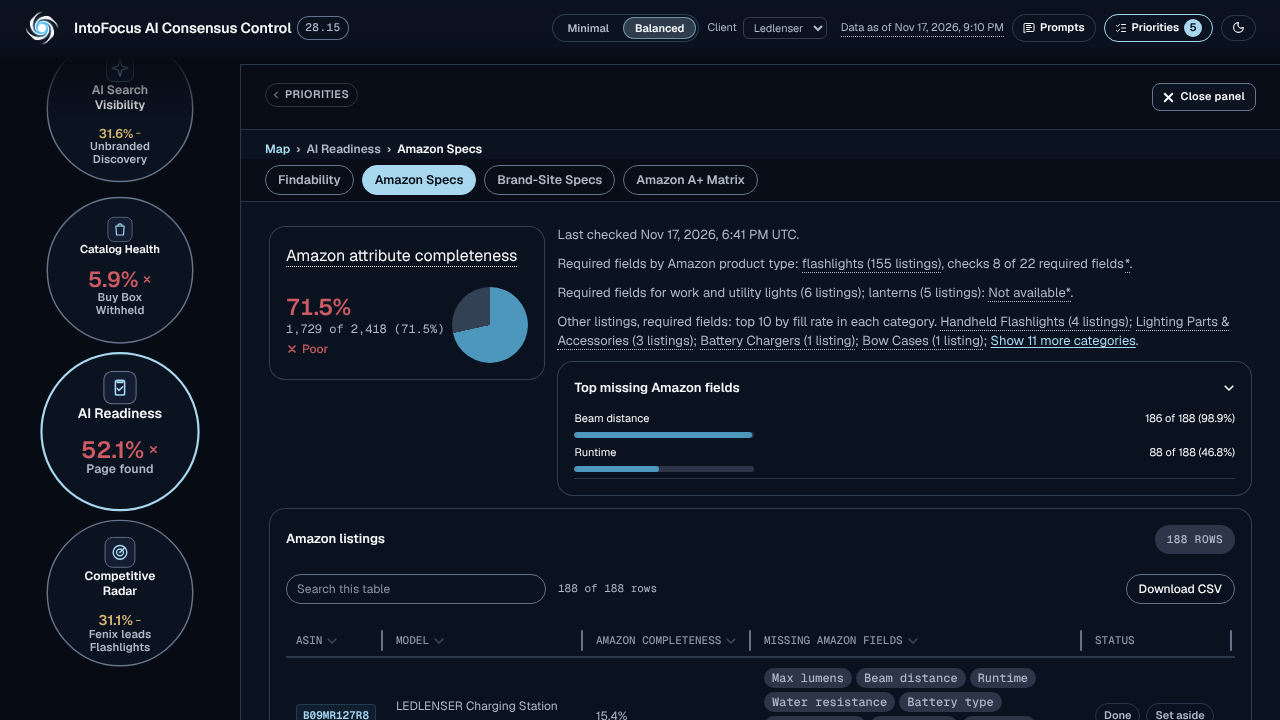 IntoFocus AI Consensus Control 28.15
Minimal Balanced Client Ledlenser Data as of Nov 17, 2026, 9:10 PM Prompts Priorities 5
AI Search
Visibility
31.6% –
Unbranded
Discovery
Catalog Health
5.9% ×
Buy Box
Withheld
AI Readiness
52.1% ×
Page found
Competitive
Radar
31.1% –
Fenix leads
Flashlights
‹ PRIORITIES
× Close panel
Map › AI Readiness › Amazon Specs
Findability Amazon Specs Brand-Site Specs Amazon A+ Matrix
Amazon attribute completeness
71.5%
1,729 of 2,418 (71.5%)
× Poor
Last checked Nov 17, 2026, 6:41 PM UTC.
Required fields by Amazon product type: flashlights (155 listings), checks 8 of 22 required fields*.
Required fields for work and utility lights (6 listings); lanterns (5 listings): Not available*.
Other listings, required fields: top 10 by fill rate in each category. Handheld Flashlights (4 listings); Lighting Parts &
Accessories (3 listings); Battery Chargers (1 listing); Bow Cases (1 listing); Show 11 more categories.
Top missing Amazon fields
Beam distance 186 of 188 (98.9%)
Runtime 88 of 188 (46.8%)
Amazon listings 188 ROWS
Search this table 188 of 188 rows Download CSV
ASIN MODEL AMAZON COMPLETENESS MISSING AMAZON FIELDS STATUS
Max lumens Beam distance Runtime
Water resistance Battery type
B09MR127R8 LEDLENSER Charging Station 15.4% Done Set aside